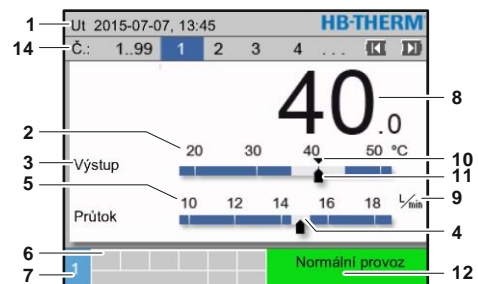 1 Ut 2015-07-07, 13:45 HB-THERM
14 Č.: 1..99 1 2 3 4 ...
40.0 8
2 20 30 40 50 °C 10
3 Výstup 11
5 10 12 14 16 18 L/min 9
Průtok 4
6 Normální provoz
7 1 12